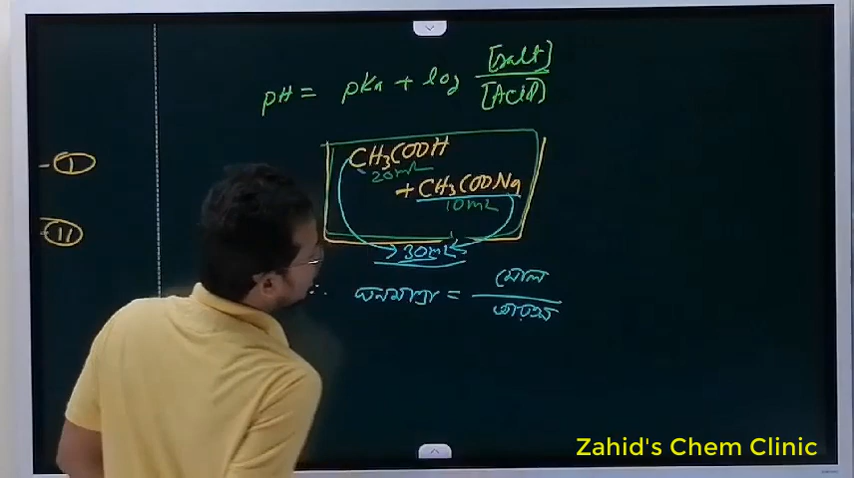 pH = pKa + log [Salt] / [Acid]
I
CH₃COOH
20mL
+ CH₃COONa
10mL
II
30mL
∴ ঘনমাত্রা = মোল / আয়তন
Zahid's Chem Clinic